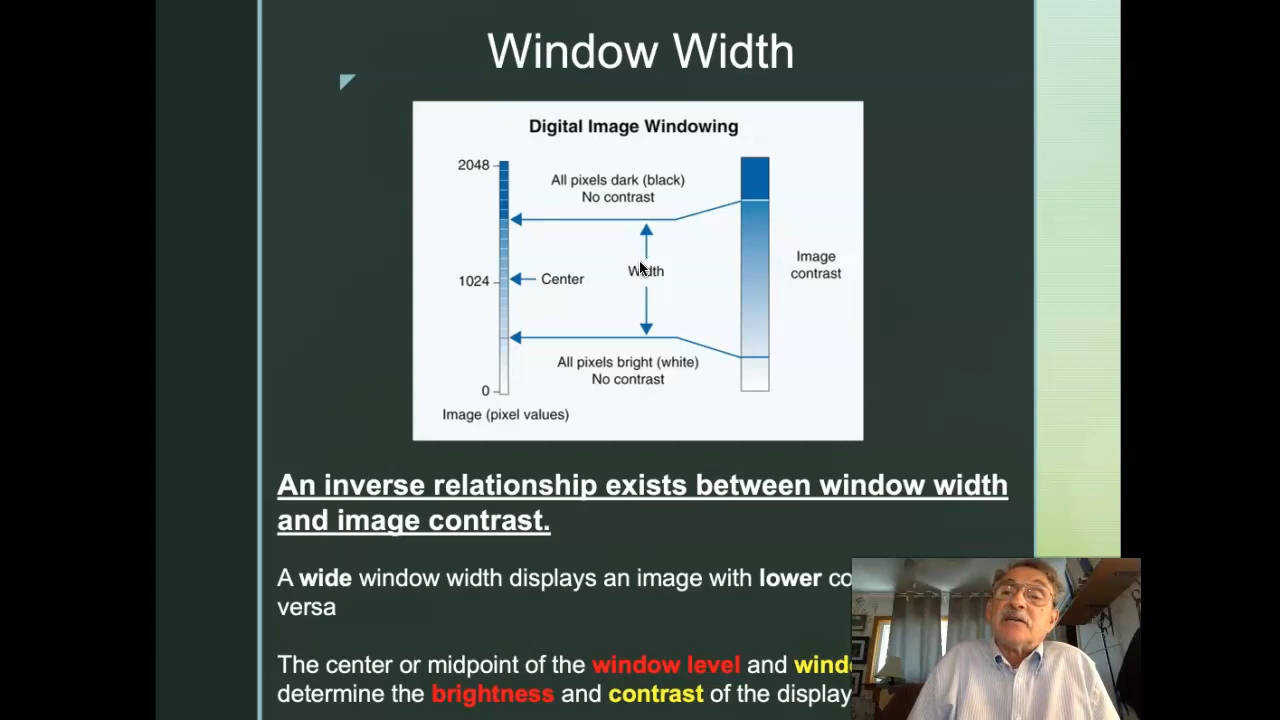 Window Width
Digital Image Windowing
2048
All pixels dark (black)
No contrast
Image
contrast
Width
1024
Center
All pixels bright (white)
No contrast
0
Image (pixel values)
An inverse relationship exists between window width
and image contrast.
A wide window width displays an image with lower
versa
The center or midpoint of the window level and
determine the brightness and contrast of the display